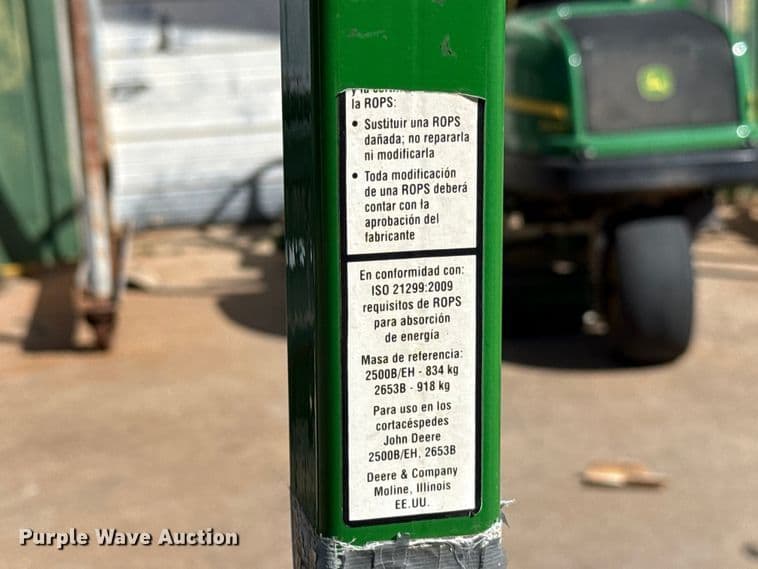 la ROPS:
• Sustituir una ROPS
dañada; no repararla
ni modificarla
• Toda modificación
de una ROPS deberá
contar con la
aprobación del
fabricante
En conformidad con:
ISO 21299:2009
requisitos de ROPS
para absorción
de energía
Masa de referencia:
2500B/EH - 834 kg
2653B - 918 kg
Para uso en los
cortacéspedes
John Deere
2500B/EH, 2653B
Deere & Company
Moline, Illinois
EE.UU.
Purple Wave Auction